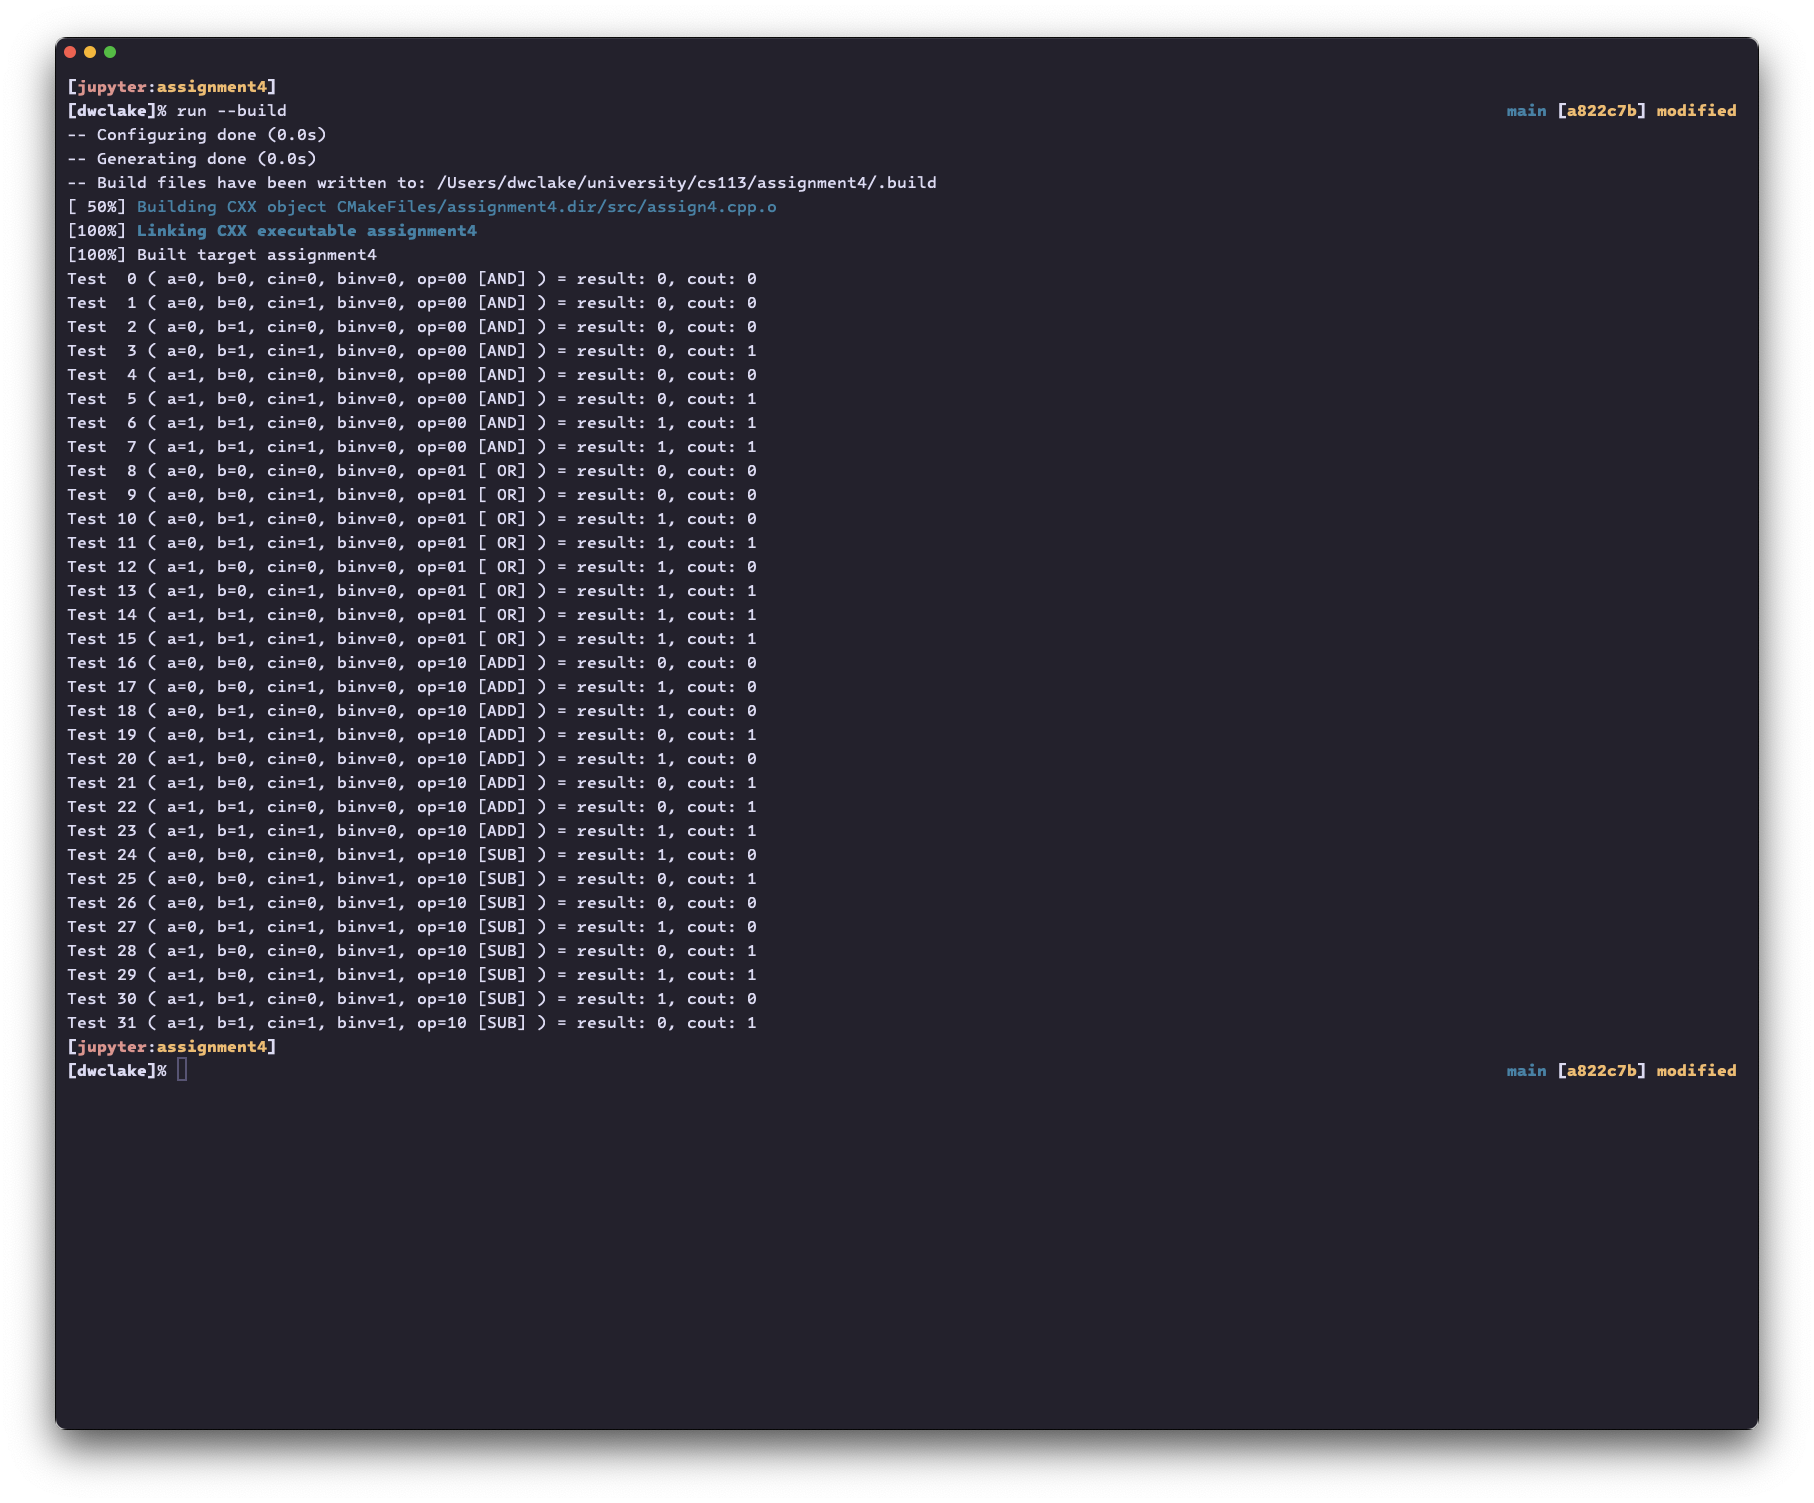 [jupyter:assignment4]
[dwclake]% run --build main [a822c7b] modified
-- Configuring done (0.0s)
-- Generating done (0.0s)
-- Build files have been written to: /Users/dwclake/university/cs113/assignment4/.build
[ 50%] Building CXX object CMakeFiles/assignment4.dir/src/assign4.cpp.o
[100%] Linking CXX executable assignment4
[100%] Built target assignment4
Test  0 ( a=0, b=0, cin=0, binv=0, op=00 [AND] ) = result: 0, cout: 0
Test  1 ( a=0, b=0, cin=1, binv=0, op=00 [AND] ) = result: 0, cout: 0
Test  2 ( a=0, b=1, cin=0, binv=0, op=00 [AND] ) = result: 0, cout: 0
Test  3 ( a=0, b=1, cin=1, binv=0, op=00 [AND] ) = result: 0, cout: 1
Test  4 ( a=1, b=0, cin=0, binv=0, op=00 [AND] ) = result: 0, cout: 0
Test  5 ( a=1, b=0, cin=1, binv=0, op=00 [AND] ) = result: 0, cout: 1
Test  6 ( a=1, b=1, cin=0, binv=0, op=00 [AND] ) = result: 1, cout: 1
Test  7 ( a=1, b=1, cin=1, binv=0, op=00 [AND] ) = result: 1, cout: 1
Test  8 ( a=0, b=0, cin=0, binv=0, op=01 [ OR] ) = result: 0, cout: 0
Test  9 ( a=0, b=0, cin=1, binv=0, op=01 [ OR] ) = result: 0, cout: 0
Test 10 ( a=0, b=1, cin=0, binv=0, op=01 [ OR] ) = result: 1, cout: 0
Test 11 ( a=0, b=1, cin=1, binv=0, op=01 [ OR] ) = result: 1, cout: 1
Test 12 ( a=1, b=0, cin=0, binv=0, op=01 [ OR] ) = result: 1, cout: 0
Test 13 ( a=1, b=0, cin=1, binv=0, op=01 [ OR] ) = result: 1, cout: 1
Test 14 ( a=1, b=1, cin=0, binv=0, op=01 [ OR] ) = result: 1, cout: 1
Test 15 ( a=1, b=1, cin=1, binv=0, op=01 [ OR] ) = result: 1, cout: 1
Test 16 ( a=0, b=0, cin=0, binv=0, op=10 [ADD] ) = result: 0, cout: 0
Test 17 ( a=0, b=0, cin=1, binv=0, op=10 [ADD] ) = result: 1, cout: 0
Test 18 ( a=0, b=1, cin=0, binv=0, op=10 [ADD] ) = result: 1, cout: 0
Test 19 ( a=0, b=1, cin=1, binv=0, op=10 [ADD] ) = result: 0, cout: 1
Test 20 ( a=1, b=0, cin=0, binv=0, op=10 [ADD] ) = result: 1, cout: 0
Test 21 ( a=1, b=0, cin=1, binv=0, op=10 [ADD] ) = result: 0, cout: 1
Test 22 ( a=1, b=1, cin=0, binv=0, op=10 [ADD] ) = result: 0, cout: 1
Test 23 ( a=1, b=1, cin=1, binv=0, op=10 [ADD] ) = result: 1, cout: 1
Test 24 ( a=0, b=0, cin=0, binv=1, op=10 [SUB] ) = result: 1, cout: 0
Test 25 ( a=0, b=0, cin=1, binv=1, op=10 [SUB] ) = result: 0, cout: 1
Test 26 ( a=0, b=1, cin=0, binv=1, op=10 [SUB] ) = result: 0, cout: 0
Test 27 ( a=0, b=1, cin=1, binv=1, op=10 [SUB] ) = result: 1, cout: 0
Test 28 ( a=1, b=0, cin=0, binv=1, op=10 [SUB] ) = result: 0, cout: 1
Test 29 ( a=1, b=0, cin=1, binv=1, op=10 [SUB] ) = result: 1, cout: 1
Test 30 ( a=1, b=1, cin=0, binv=1, op=10 [SUB] ) = result: 1, cout: 0
Test 31 ( a=1, b=1, cin=1, binv=1, op=10 [SUB] ) = result: 0, cout: 1
[jupyter:assignment4]
[dwclake]% main [a822c7b] modified